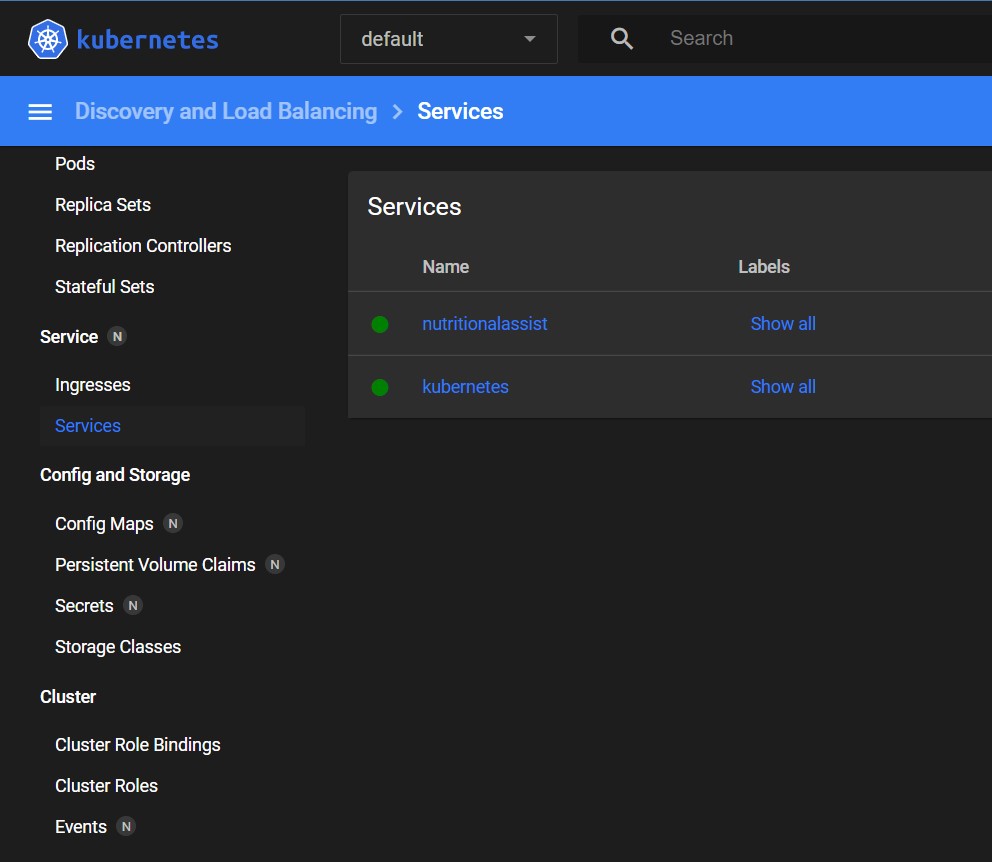 kubernetes
default
Search
Discovery and Load Balancing > Services
Pods
Replica Sets
Replication Controllers
Stateful Sets
Service N
Ingresses
Services
Config and Storage
Config Maps N
Persistent Volume Claims N
Secrets N
Storage Classes
Cluster
Cluster Role Bindings
Cluster Roles
Events N
Services
Name Labels
nutritionalassist Show all
kubernetes Show all